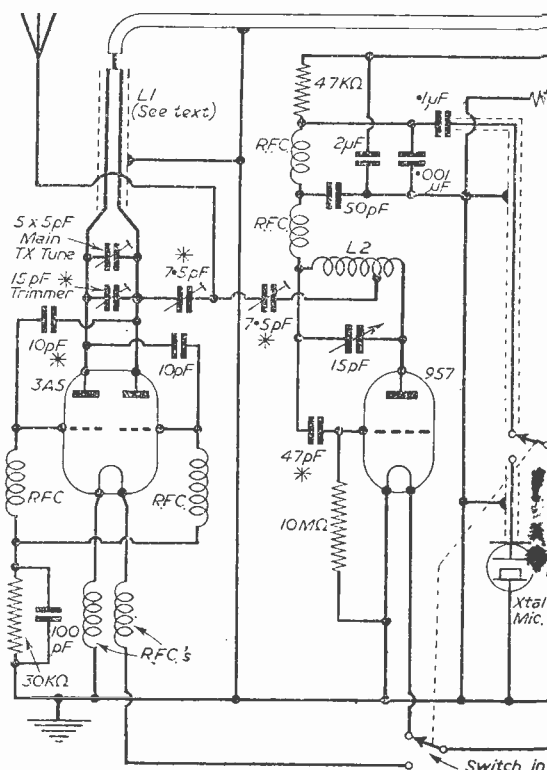 L1
(See text)
47KΩ
·1μF
RFC
2μF
·001
μF
RFC
50pF
5 x 5pF
Main
TX Tune
15pF
Trimmer
7·5pF
L2
7·5pF
10pF
10pF
15pF
3A5
957
47pF
RFC
RFC
10MΩ
Xtal
Mic.
100
pF
RFC's
30KΩ
Switch in